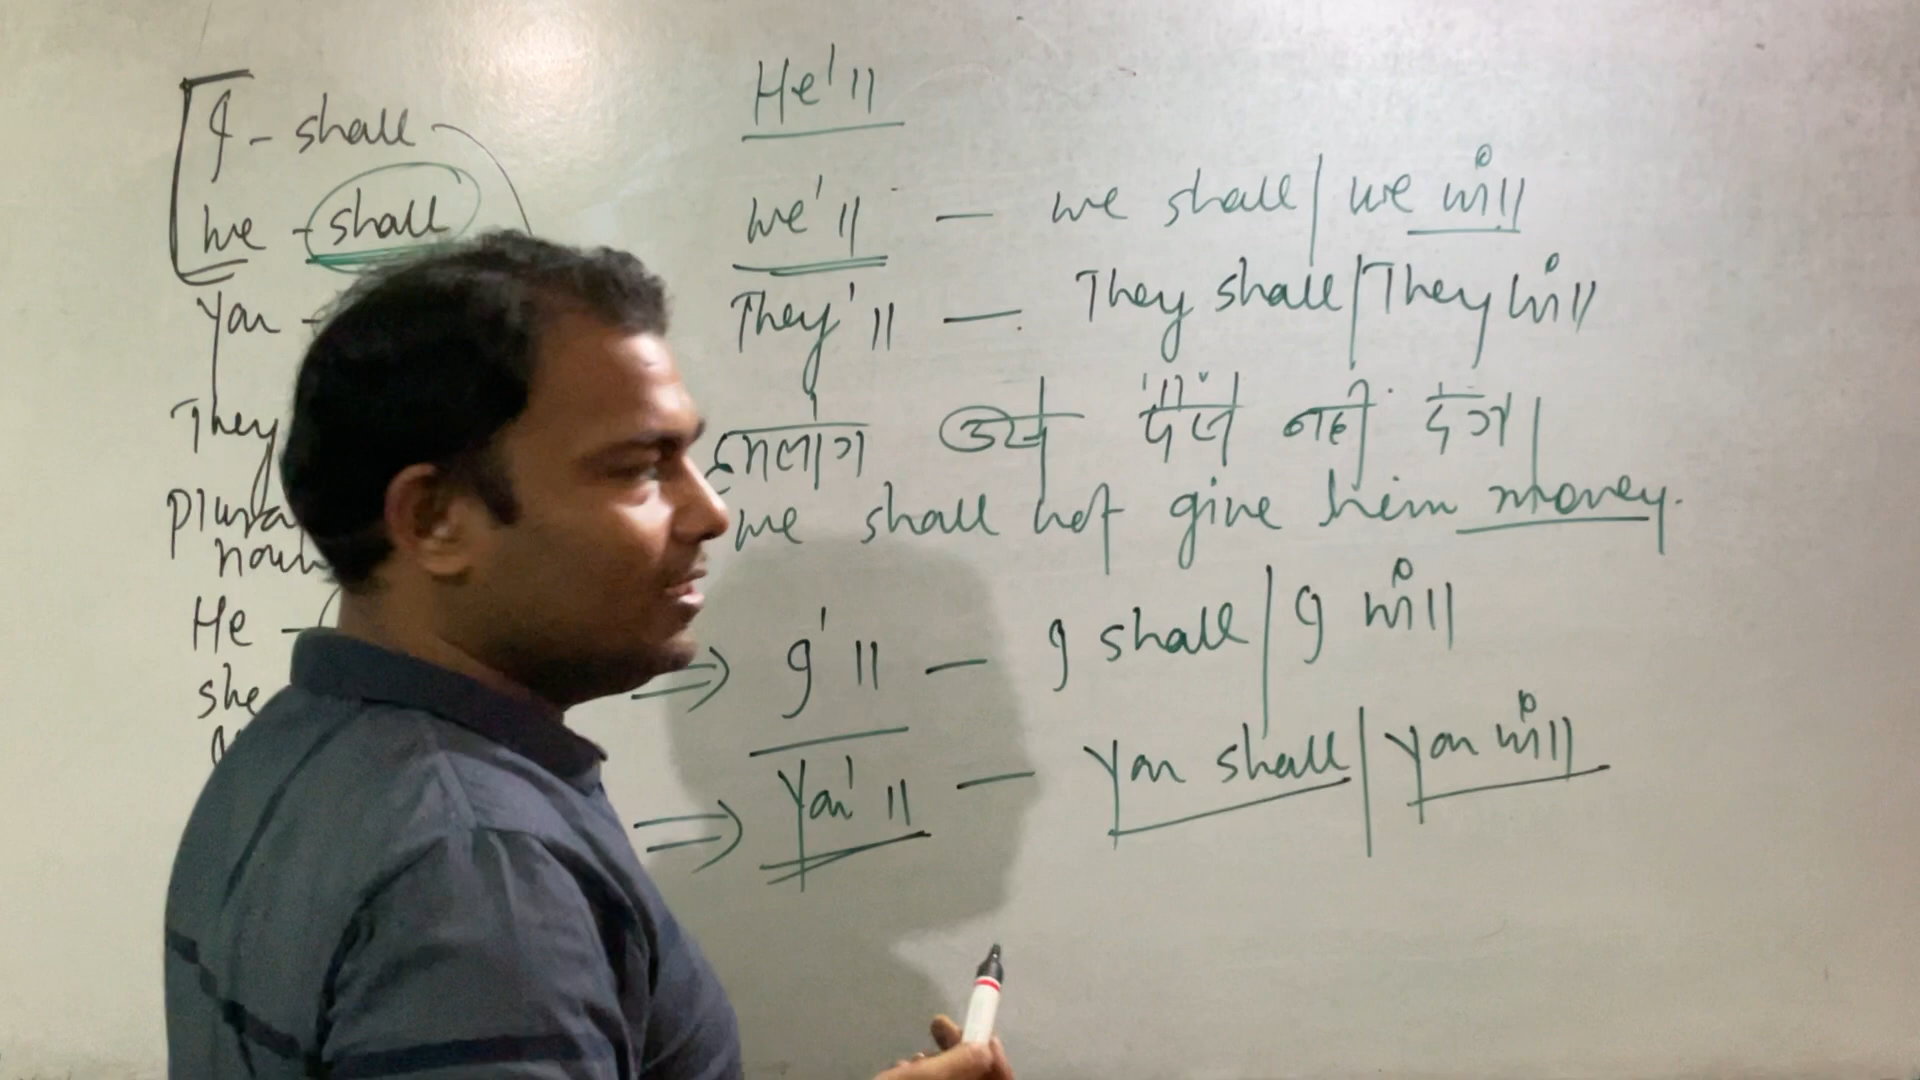 I - shall
we - shall
You -
They
Plural
noun
He -
she
He'll
we'll — we shall | we will
They'll — They shall | They will
हमलोग उसे पैसे नहीं देंगे।
we shall not give him money.
⇒ I'll — I shall | I will
⇒ You'll — You shall | You will